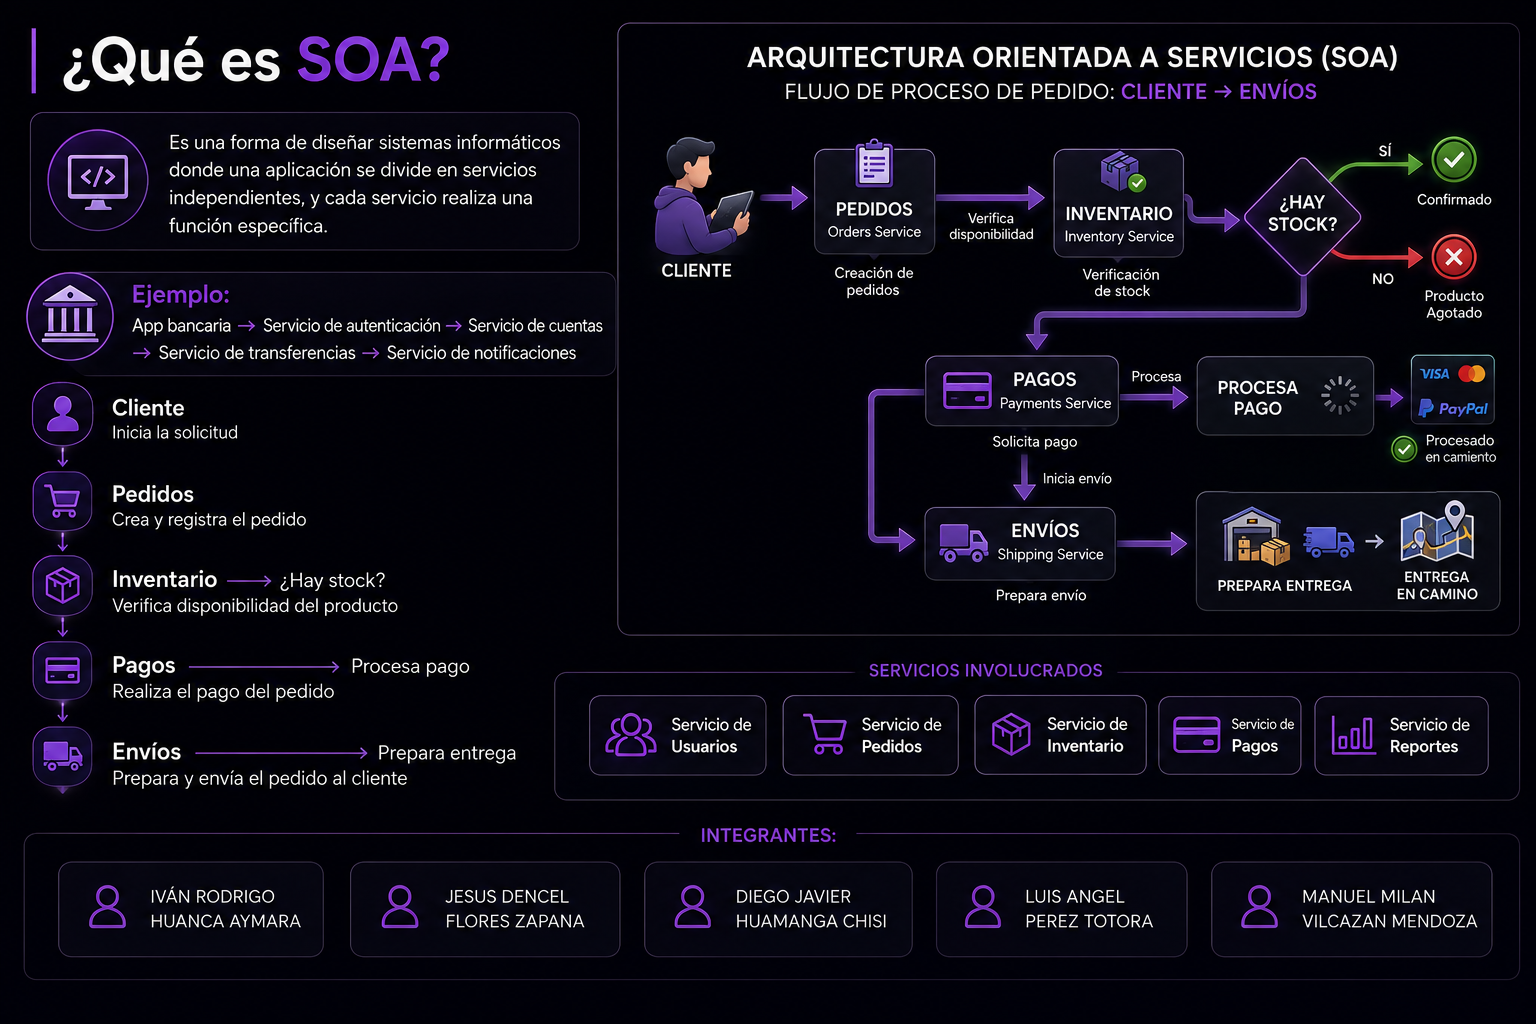 ¿Qué es SOA?
Es una forma de diseñar sistemas informáticos
donde una aplicación se divide en servicios
independientes, y cada servicio realiza una
función específica.
Ejemplo:
App bancaria → Servicio de autenticación → Servicio de cuentas
→ Servicio de transferencias → Servicio de notificaciones
Cliente
Inicia la solicitud
Pedidos
Crea y registra el pedido
Inventario → ¿Hay stock?
Verifica disponibilidad del producto
Pagos → Procesa pago
Realiza el pago del pedido
Envíos → Prepara entrega
Prepara y envía el pedido al cliente
ARQUITECTURA ORIENTADA A SERVICIOS (SOA)
FLUJO DE PROCESO DE PEDIDO: CLIENTE → ENVÍOS
CLIENTE
PEDIDOS
Orders Service
Creación de
pedidos
Verifica
disponibilidad
INVENTARIO
Inventory Service
Verificación
de stock
¿HAY
STOCK?
SÍ
Confirmado
NO
Producto
Agotado
PAGOS
Payments Service
Solicita pago
Procesa
PROCESA
PAGO
VISA
PayPal
Procesado
en camiento
Inicia envío
ENVÍOS
Shipping Service
Prepara envío
PREPARA ENTREGA
ENTREGA
EN CAMINO
SERVICIOS INVOLUCRADOS
Servicio de
Usuarios
Servicio de
Pedidos
Servicio de
Inventario
Servicio de
Pagos
Servicio de
Reportes
INTEGRANTES:
IVÁN RODRIGO
HUANCA AYMARA
JESUS DENCEL
FLORES ZAPANA
DIEGO JAVIER
HUAMANGA CHISI
LUIS ANGEL
PEREZ TOTORA
MANUEL MILAN
VILCAZAN MENDOZA